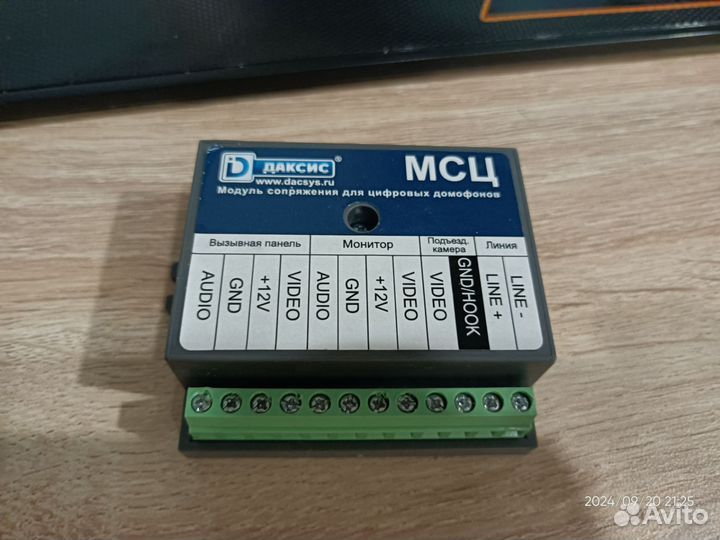 ДАКСИС®
www.dacsys.ru
МСЦ
Модуль сопряжения для цифровых домофонов
Вызывная панель
Монитор
Подъезд. камера
Линия
AUDIO
GND
+12V
VIDEO
AUDIO
GND
+12V
VIDEO
VIDEO
GND/HOOK
LINE +
LINE -
2024/09/20 21:25
Avito